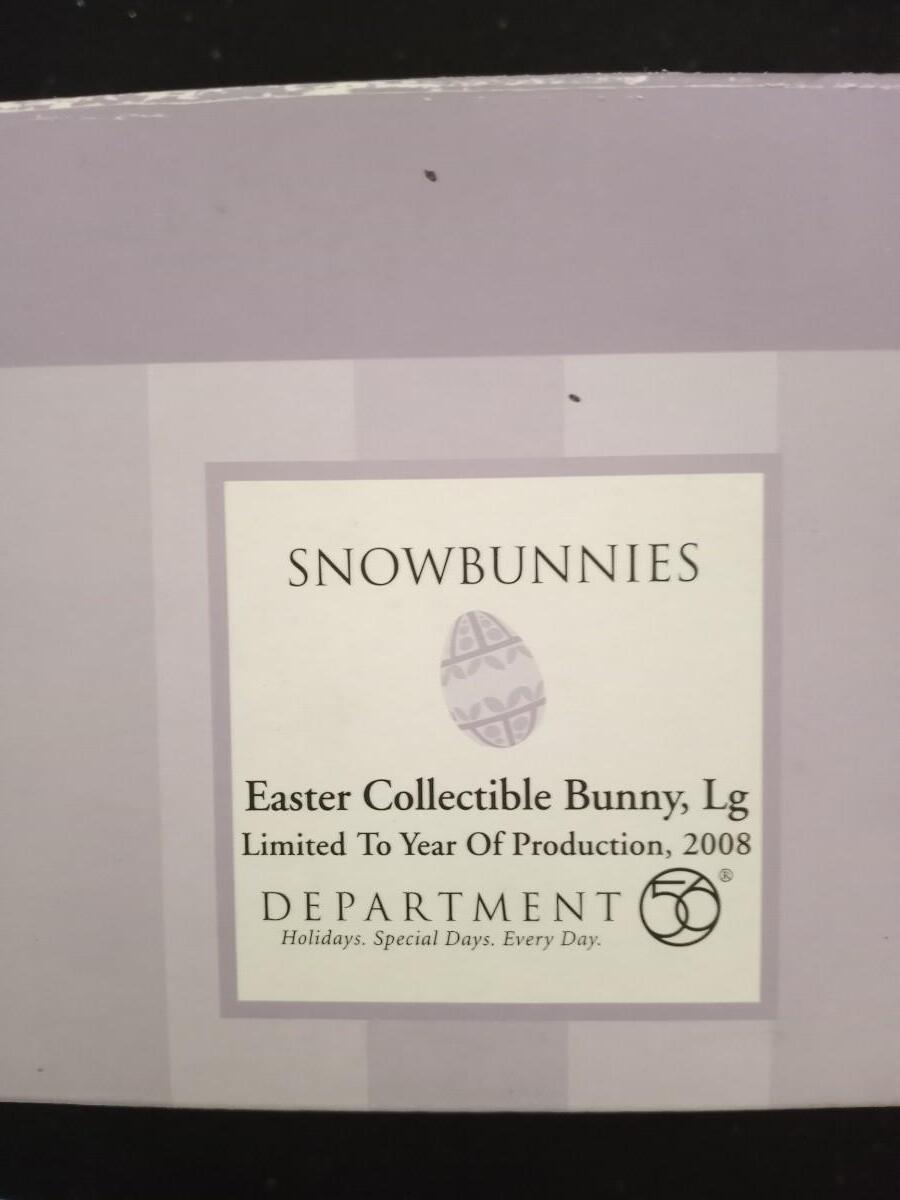 SNOWBUNNIES
Easter Collectible Bunny, Lg
Limited To Year Of Production, 2008
DEPARTMENT 56®
Holidays. Special Days. Every Day.